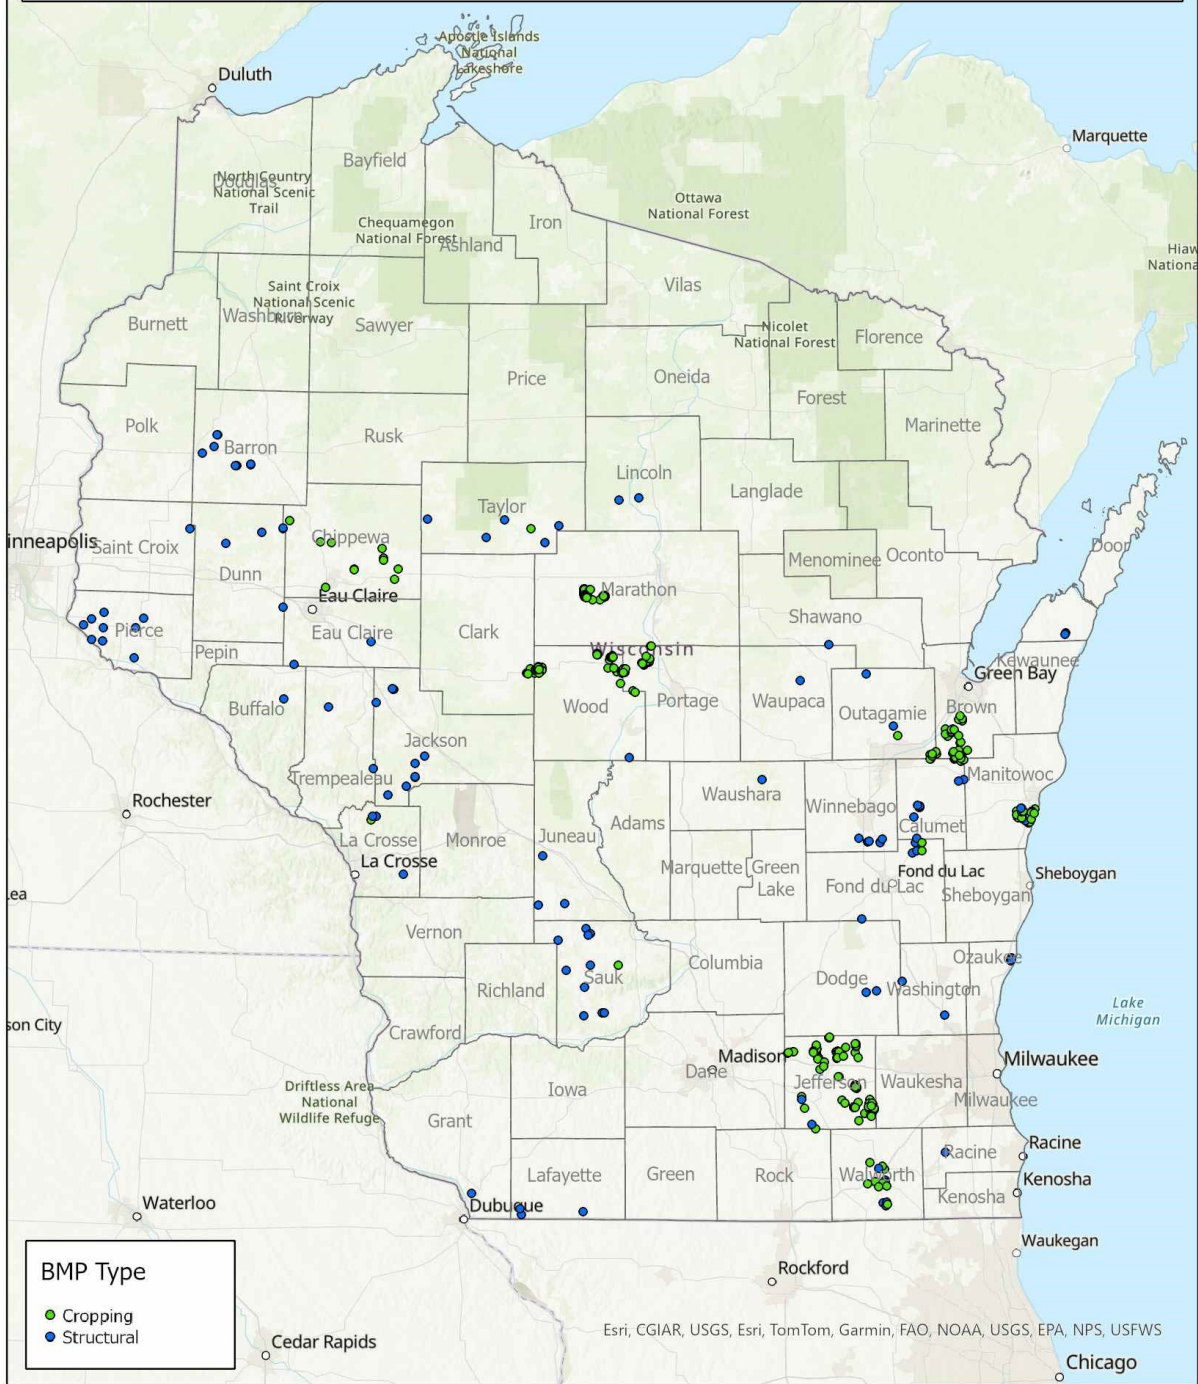 Apostle Islands
National
Lakeshore
Duluth
Marquette
Bayfield
North Country
Douglas
National Scenic
Trail
Ottawa
National Forest
Chequamegon
National Forest
Iron
Ashland
Hiaw
Nationa
Vilas
Saint Croix
National Scenic
Riverway
Washburn
Burnett
Sawyer
Nicolet
National Forest
Florence
Price
Oneida
Forest
Polk
Marinette
Rusk
Barron
Lincoln
Langlade
Taylor
Chippewa
inneapolis
Saint Croix
Door
Oconto
Menominee
Dunn
Marathon
Eau Claire
Shawano
Pierce
Eau Claire
Clark
Wisconsin
Pepin
Kewaunee
Green Bay
Buffalo
Wood
Portage
Waupaca
Brown
Outagamie
Jackson
Manitowoc
Trempealeau
Waushara
Rochester
Winnebago
Adams
Calumet
Juneau
La Crosse
Monroe
La Crosse
Marquette
Green
Lake
Fond du Lac
Sheboygan
Fond du Lac
Sheboygan
ea
Vernon
Ozaukee
Columbia
Sauk
Dodge
Washington
Richland
Lake
Michigan
son City
Crawford
Madison
Milwaukee
Dane
Jefferson
Waukesha
Milwaukee
Driftless Area
National
Wildlife Refuge
Iowa
Grant
Racine
Racine
Lafayette
Green
Rock
Walworth
Kenosha
Kenosha
Waterloo
Dubuque
Waukegan
Rockford
BMP Type
Cropping
Structural
Esri, CGIAR, USGS, Esri, TomTom, Garmin, FAO, NOAA, USGS, EPA, NPS, USFWS
Cedar Rapids
Chicago